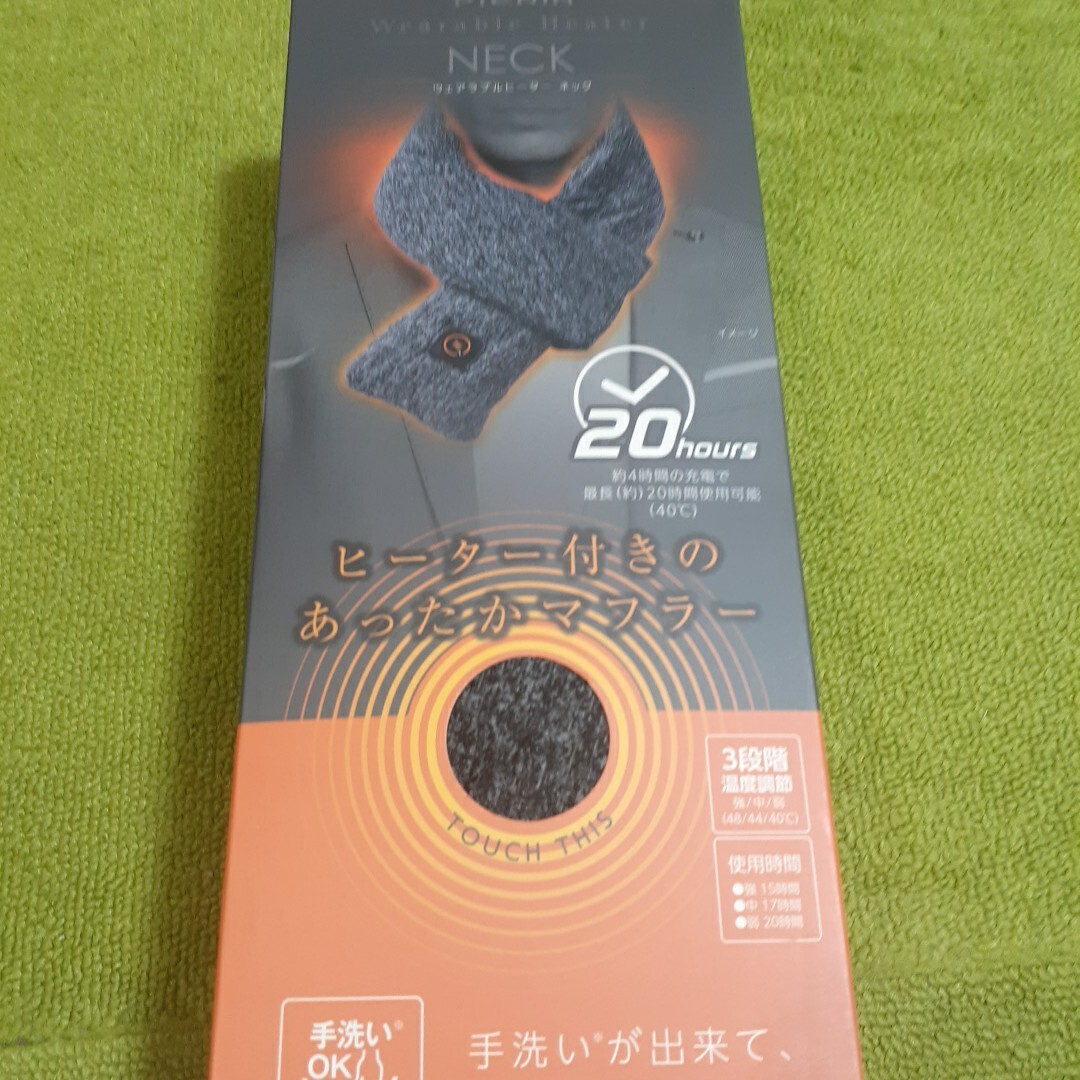 Wearable Heater
NECK
ウェアラブルヒーター ネック
イメージ
20hours
約4時間の充電で
最長(約)20時間使用可能
(40℃)
ヒーター付きの
あったかマフラー
TOUCH THIS
3段階
温度調節
強/中/弱
(48/44/40℃)
使用時間
●強 15時間
●中 17時間
●弱 20時間
手洗い※
OK
手洗い※が出来て、